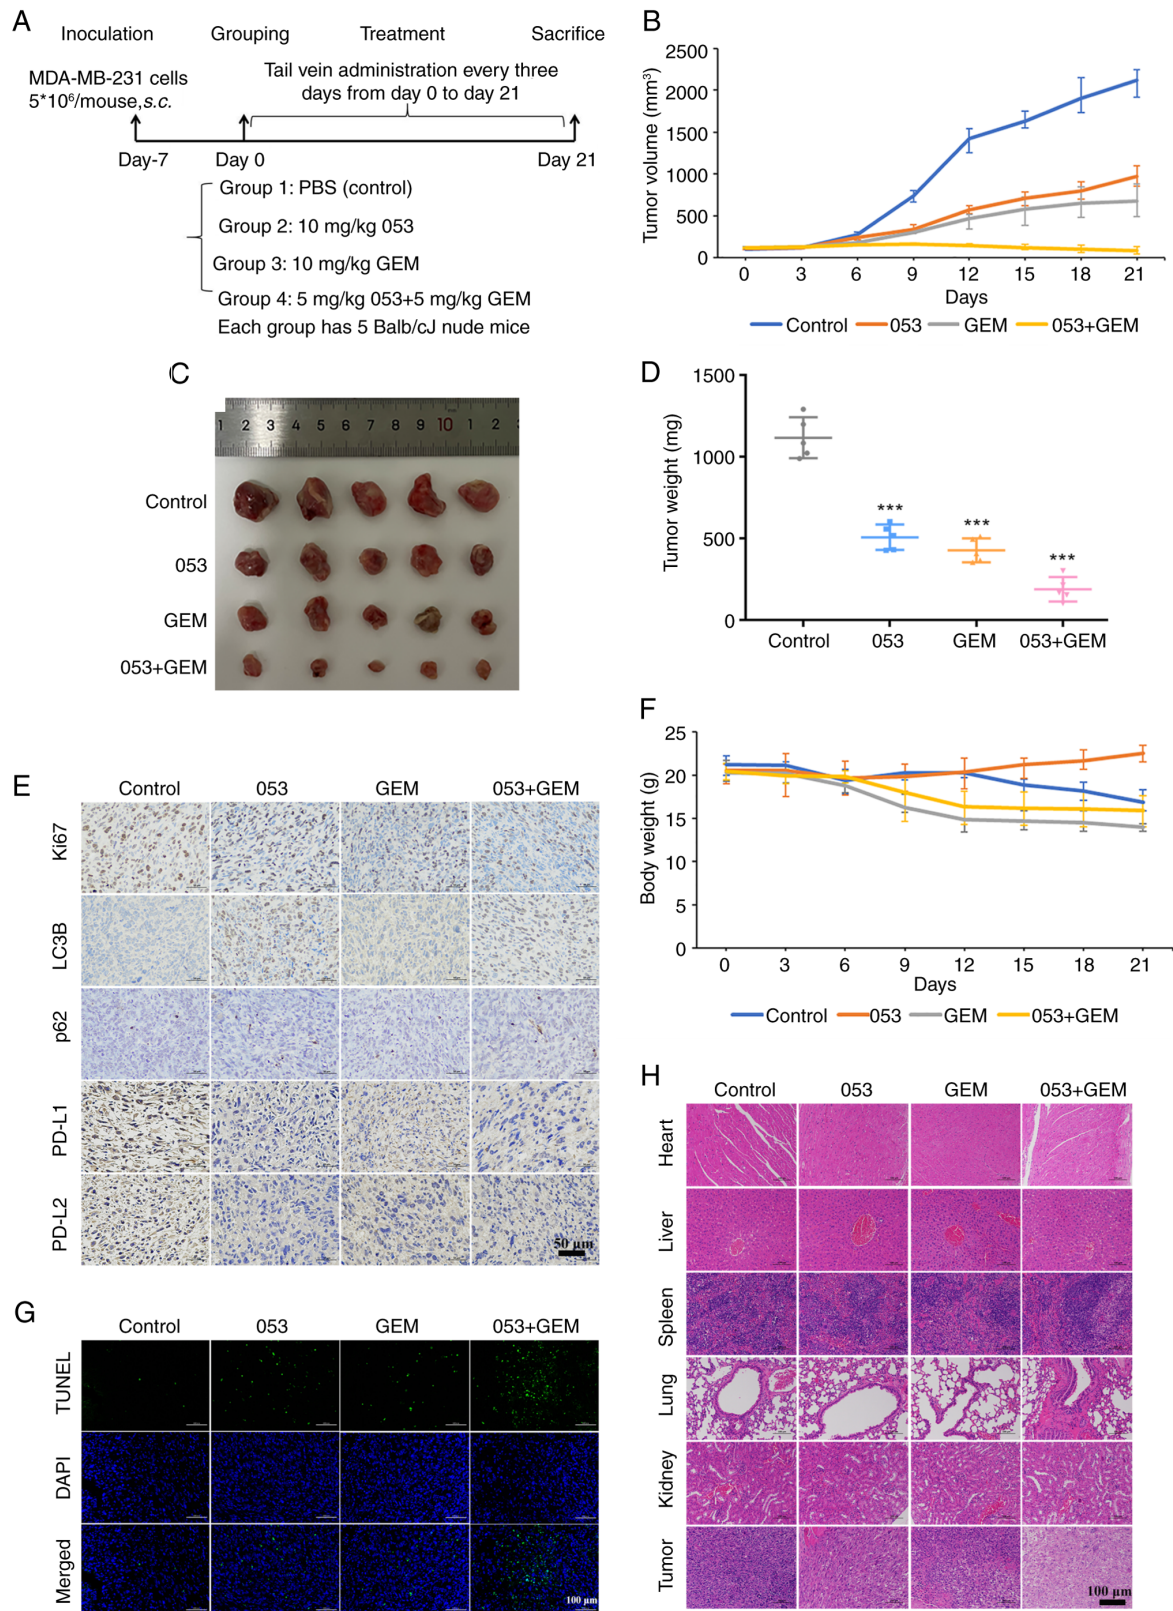 A
Inoculation Grouping Treatment Sacrifice
MDA-MB-231 cells
5*10⁶/mouse,s.c.
Tail vein administration every three
days from day 0 to day 21
Day-7 Day 0 Day 21
Group 1: PBS (control)
Group 2: 10 mg/kg 053
Group 3: 10 mg/kg GEM
Group 4: 5 mg/kg 053+5 mg/kg GEM
Each group has 5 Balb/cJ nude mice
B
Tumor volume (mm³)
2500
2000
1500
1000
500
0
0 3 6 9 12 15 18 21
Days
Control 053 GEM 053+GEM
C
1 2 3 4 5 6 7 8 9 10 1 2
Control
053
GEM
053+GEM
D
Tumor weight (mg)
1500
1000
500
0
*** *** ***
Control 053 GEM 053+GEM
E
Control 053 GEM 053+GEM
Ki67
LC3B
p62
PD-L1
PD-L2
50 µm
F
Body weight (g)
25
20
15
10
5
0
0 3 6 9 12 15 18 21
Days
Control 053 GEM 053+GEM
G
Control 053 GEM 053+GEM
TUNEL
DAPI
Merged
100 µm
H
Control 053 GEM 053+GEM
Heart
Liver
Spleen
Lung
Kidney
Tumor
100 µm